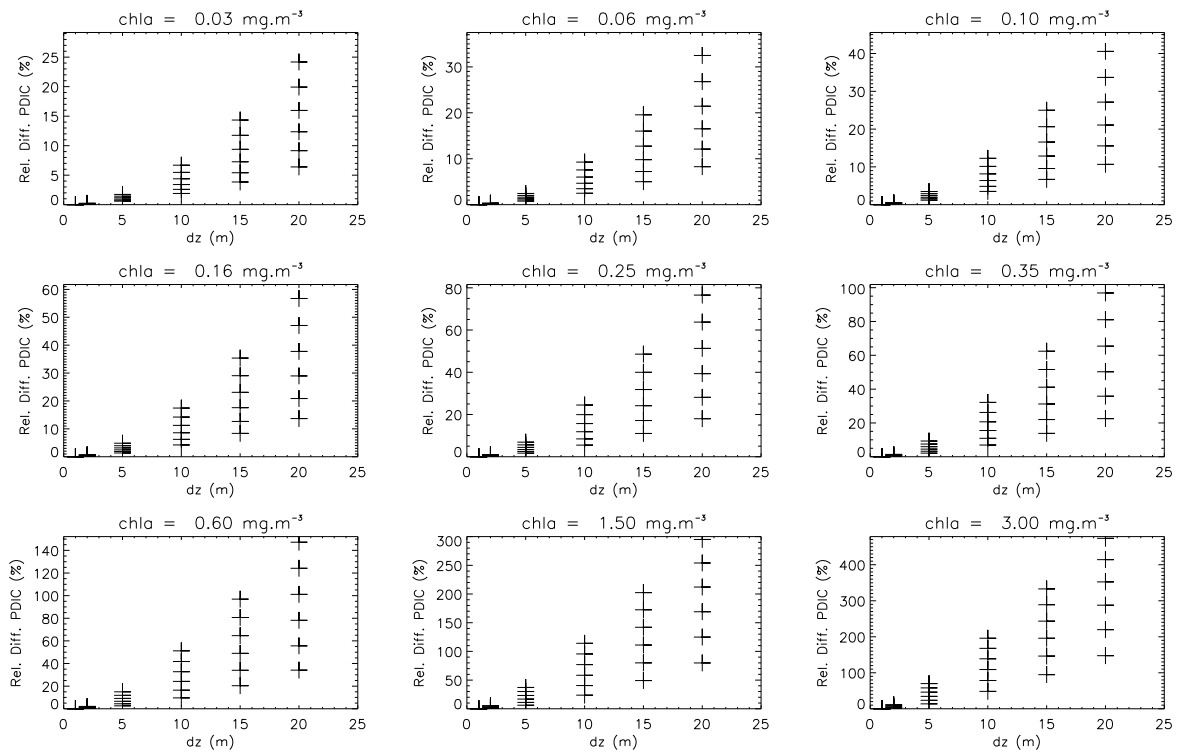 chla = 0.03 mg.m⁻³
chla = 0.06 mg.m⁻³
chla = 0.10 mg.m⁻³
Rel. Diff. PDIC (%)
25
20
15
10
5
0
0 5 10 15 20 25
dz (m)
Rel. Diff. PDIC (%)
30
20
10
0
0 5 10 15 20 25
dz (m)
Rel. Diff. PDIC (%)
40
30
20
10
0
0 5 10 15 20 25
dz (m)
chla = 0.16 mg.m⁻³
chla = 0.25 mg.m⁻³
chla = 0.35 mg.m⁻³
Rel. Diff. PDIC (%)
60
50
40
30
20
10
0
0 5 10 15 20 25
dz (m)
Rel. Diff. PDIC (%)
80
60
40
20
0
0 5 10 15 20 25
dz (m)
Rel. Diff. PDIC (%)
100
80
60
40
20
0
0 5 10 15 20 25
dz (m)
chla = 0.60 mg.m⁻³
chla = 1.50 mg.m⁻³
chla = 3.00 mg.m⁻³
Rel. Diff. PDIC (%)
140
120
100
80
60
40
20
0
0 5 10 15 20 25
dz (m)
Rel. Diff. PDIC (%)
300
250
200
150
100
50
0
0 5 10 15 20 25
dz (m)
Rel. Diff. PDIC (%)
400
300
200
100
0
0 5 10 15 20 25
dz (m)